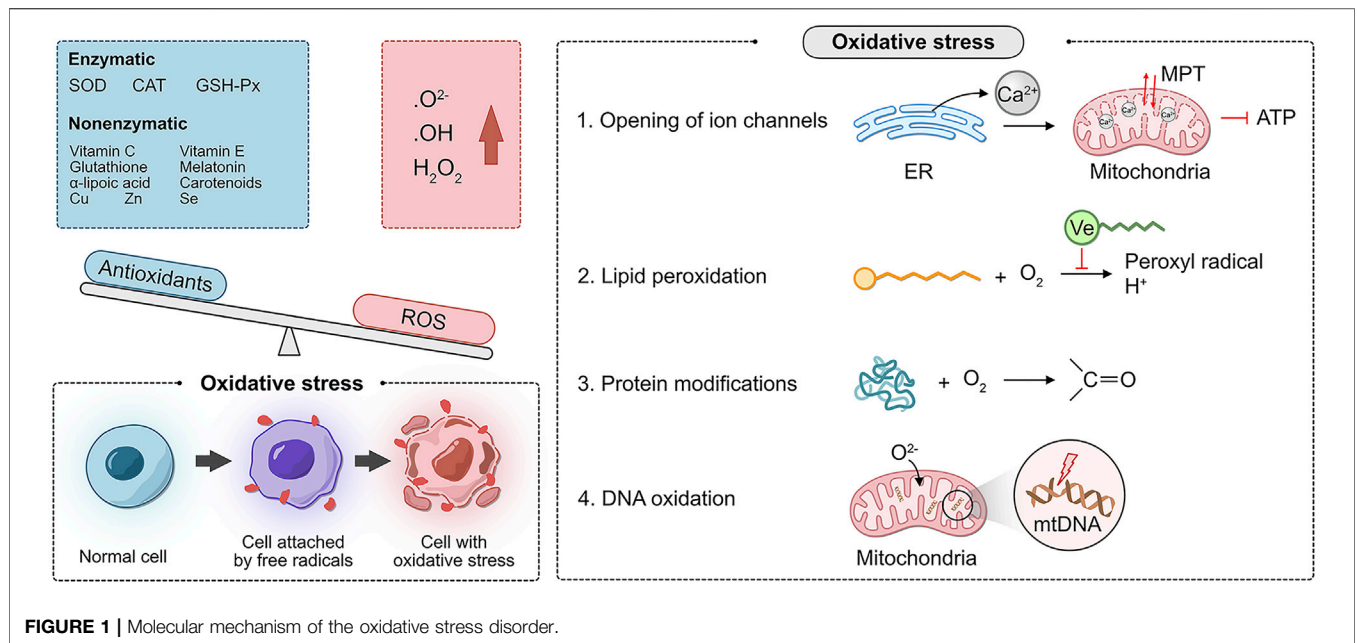 Enzymatic
SOD CAT GSH-Px
Nonenzymatic
Vitamin C Vitamin E
Glutathione Melatonin
α-lipoic acid Carotenoids
Cu Zn Se
.O²⁻
.OH
H₂O₂
Antioxidants
ROS
Oxidative stress
Normal cell
Cell attached
by free radicals
Cell with
oxidative stress
Oxidative stress
1. Opening of ion channels
Ca²⁺
ER
MPT
Ca²⁺ Ca²⁺ Ca²⁺
ATP
Mitochondria
2. Lipid peroxidation
+ O₂
Ve
Peroxyl radical
H⁺
3. Protein modifications
+ O₂
C=O
4. DNA oxidation
O²⁻
Mitochondria
mtDNA
FIGURE 1 | Molecular mechanism of the oxidative stress disorder.